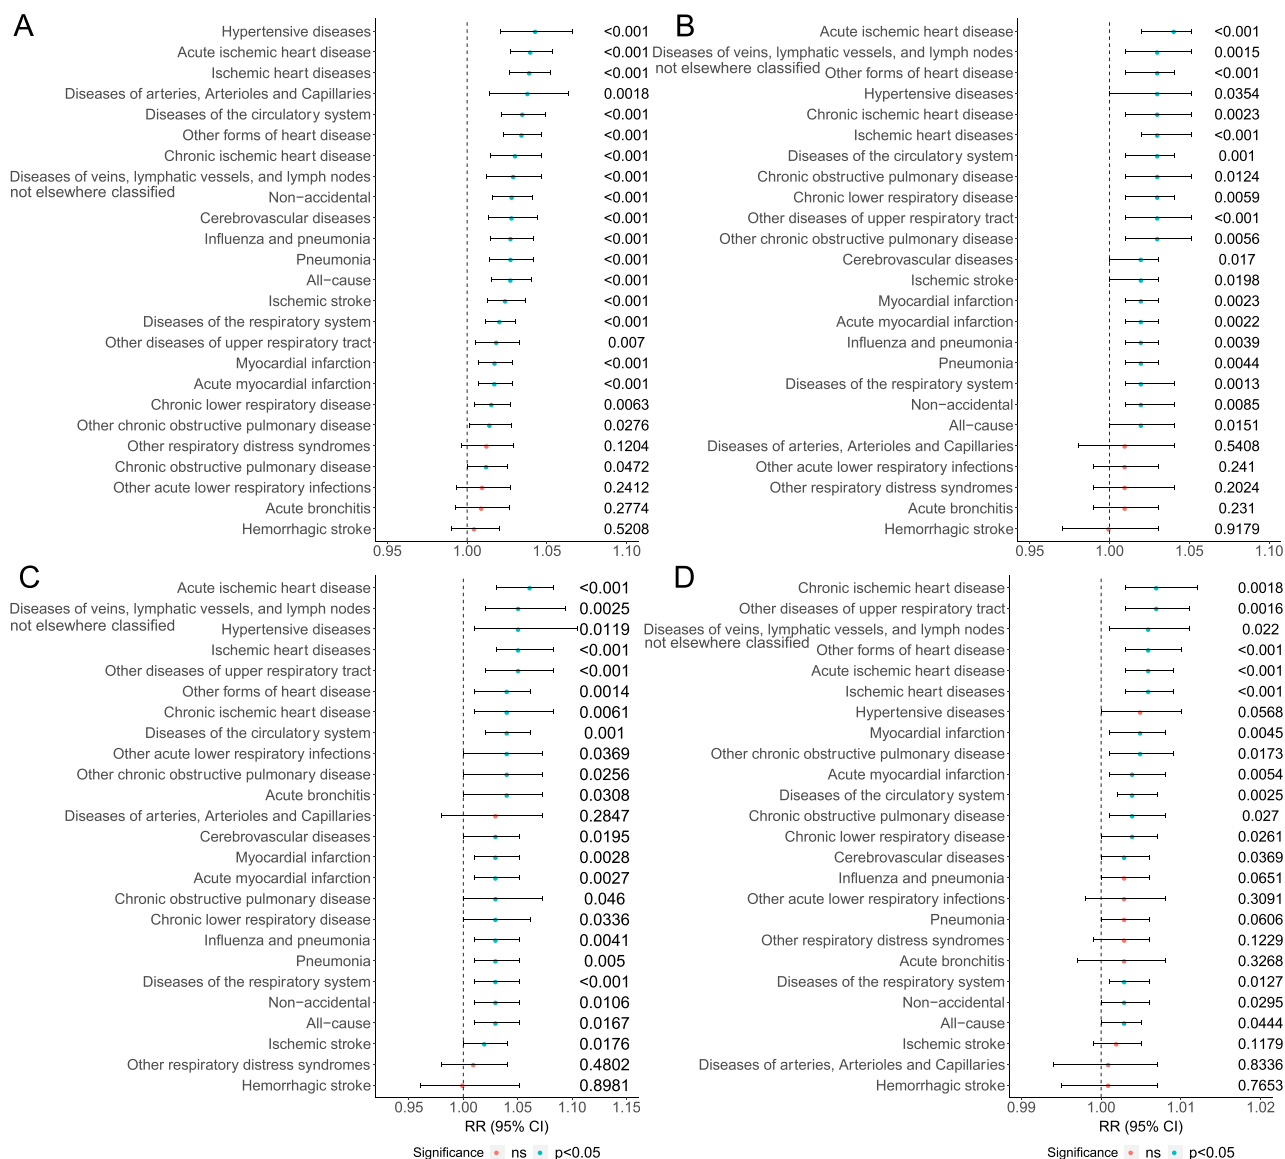 A
Hypertensive diseases <0.001
Acute ischemic heart disease <0.001
Ischemic heart diseases <0.001
Diseases of arteries, Arterioles and Capillaries 0.0018
Diseases of the circulatory system <0.001
Other forms of heart disease <0.001
Chronic ischemic heart disease <0.001
Diseases of veins, lymphatic vessels, and lymph nodes <0.001
not elsewhere classified
Non−accidental <0.001
Cerebrovascular diseases <0.001
Influenza and pneumonia <0.001
Pneumonia <0.001
All−cause <0.001
Ischemic stroke <0.001
Diseases of the respiratory system <0.001
Other diseases of upper respiratory tract 0.007
Myocardial infarction <0.001
Acute myocardial infarction <0.001
Chronic lower respiratory disease 0.0063
Other chronic obstructive pulmonary disease 0.0276
Other respiratory distress syndromes 0.1204
Chronic obstructive pulmonary disease 0.0472
Other acute lower respiratory infections 0.2412
Acute bronchitis 0.2774
Hemorrhagic stroke 0.5208
0.95 1.00 1.05 1.10
B
Acute ischemic heart disease <0.001
Diseases of veins, lymphatic vessels, and lymph nodes 0.0015
not elsewhere classified
Other forms of heart disease <0.001
Hypertensive diseases 0.0354
Chronic ischemic heart disease 0.0023
Ischemic heart diseases <0.001
Diseases of the circulatory system 0.001
Chronic obstructive pulmonary disease 0.0124
Chronic lower respiratory disease 0.0059
Other diseases of upper respiratory tract <0.001
Other chronic obstructive pulmonary disease 0.0056
Cerebrovascular diseases 0.017
Ischemic stroke 0.0198
Myocardial infarction 0.0023
Acute myocardial infarction 0.0022
Influenza and pneumonia 0.0039
Pneumonia 0.0044
Diseases of the respiratory system 0.0013
Non−accidental 0.0085
All−cause 0.0151
Diseases of arteries, Arterioles and Capillaries 0.5408
Other acute lower respiratory infections 0.241
Other respiratory distress syndromes 0.2024
Acute bronchitis 0.231
Hemorrhagic stroke 0.9179
0.95 1.00 1.05 1.10
C
Acute ischemic heart disease <0.001
Diseases of veins, lymphatic vessels, and lymph nodes 0.0025
not elsewhere classified
Hypertensive diseases 0.0119
Ischemic heart diseases <0.001
Other diseases of upper respiratory tract <0.001
Other forms of heart disease 0.0014
Chronic ischemic heart disease 0.0061
Diseases of the circulatory system 0.001
Other acute lower respiratory infections 0.0369
Other chronic obstructive pulmonary disease 0.0256
Acute bronchitis 0.0308
Diseases of arteries, Arterioles and Capillaries 0.2847
Cerebrovascular diseases 0.0195
Myocardial infarction 0.0028
Acute myocardial infarction 0.0027
Chronic obstructive pulmonary disease 0.046
Chronic lower respiratory disease 0.0336
Influenza and pneumonia 0.0041
Pneumonia 0.005
Diseases of the respiratory system <0.001
Non−accidental 0.0106
All−cause 0.0167
Ischemic stroke 0.0176
Other respiratory distress syndromes 0.4802
Hemorrhagic stroke 0.8981
0.95 1.00 1.05 1.10 1.15
RR (95% CI)
Significance ns p<0.05
D
Chronic ischemic heart disease 0.0018
Other diseases of upper respiratory tract 0.0016
Diseases of veins, lymphatic vessels, and lymph nodes 0.022
not elsewhere classified
Other forms of heart disease <0.001
Acute ischemic heart disease <0.001
Ischemic heart diseases <0.001
Hypertensive diseases 0.0568
Myocardial infarction 0.0045
Other chronic obstructive pulmonary disease 0.0173
Acute myocardial infarction 0.0054
Diseases of the circulatory system 0.0025
Chronic obstructive pulmonary disease 0.027
Chronic lower respiratory disease 0.0261
Cerebrovascular diseases 0.0369
Influenza and pneumonia 0.0651
Other acute lower respiratory infections 0.3091
Pneumonia 0.0606
Other respiratory distress syndromes 0.1229
Acute bronchitis 0.3268
Diseases of the respiratory system 0.0127
Non−accidental 0.0295
All−cause 0.0444
Ischemic stroke 0.1179
Diseases of arteries, Arterioles and Capillaries 0.8336
Hemorrhagic stroke 0.7653
0.99 1.00 1.01 1.02
RR (95% CI)
Significance ns p<0.05